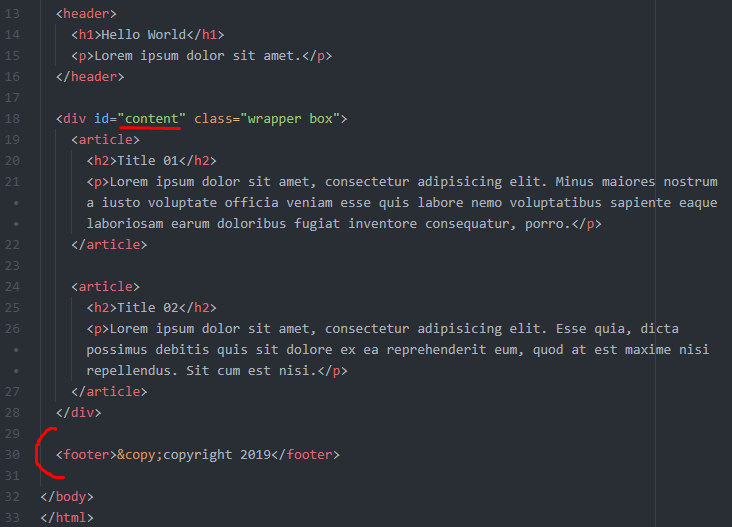 13 <header>
14 <h1>Hello World</h1>
15 <p>Lorem ipsum dolor sit amet.</p>
16 </header>
17
18 <div id="content" class="wrapper box">
19 <article>
20 <h2>Title 01</h2>
21 <p>Lorem ipsum dolor sit amet, consectetur adipisicing elit. Minus maiores nostrum
• a iusto voluptate officia veniam esse quis labore nemo voluptatibus sapiente eaque
• laboriosam earum doloribus fugiat inventore consequatur, porro.</p>
22 </article>
23
24 <article>
25 <h2>Title 02</h2>
26 <p>Lorem ipsum dolor sit amet, consectetur adipisicing elit. Esse quia, dicta
• possimus debitis quis sit dolore ex ea reprehenderit eum, quod at est maxime nisi
• repellendus. Sit cum est nisi.</p>
27 </article>
28 </div>
29
30 <footer>&copy;copyright 2019</footer>
31
32 </body>
33 </html>